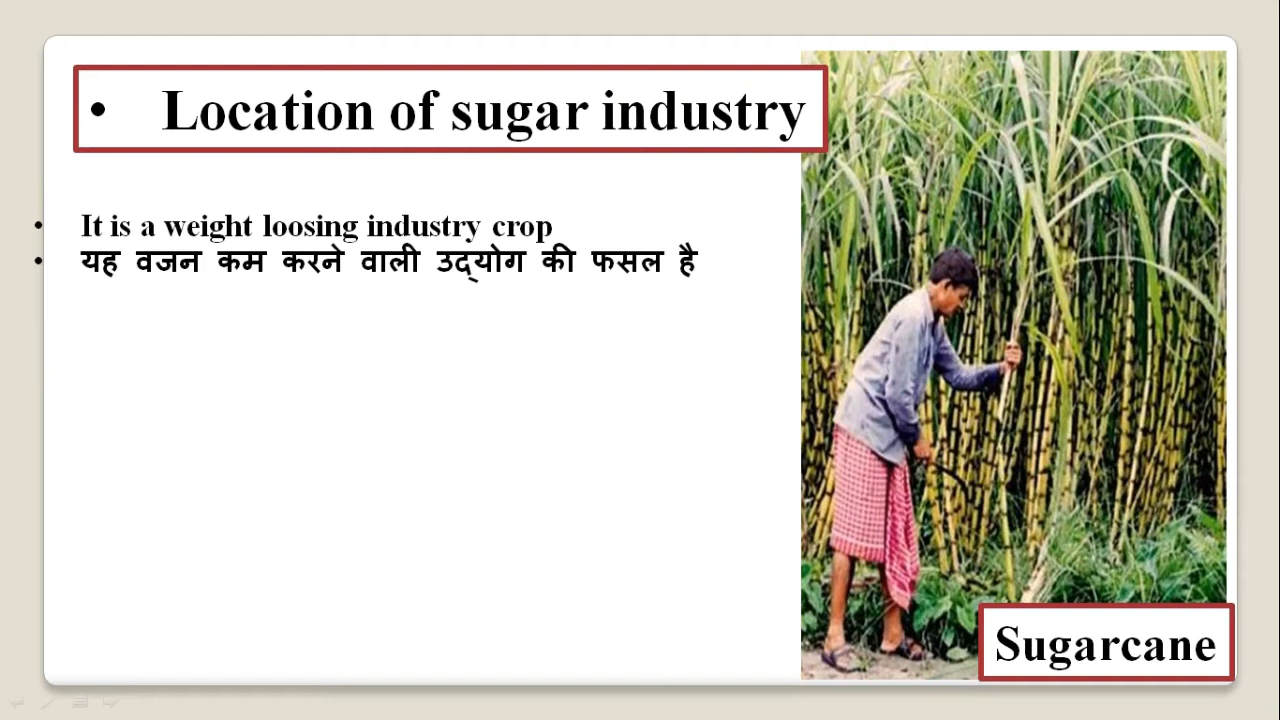 • Location of sugar industry
• It is a weight loosing industry crop
• यह वजन कम करने वाली उद्योग की फसल है
Sugarcane